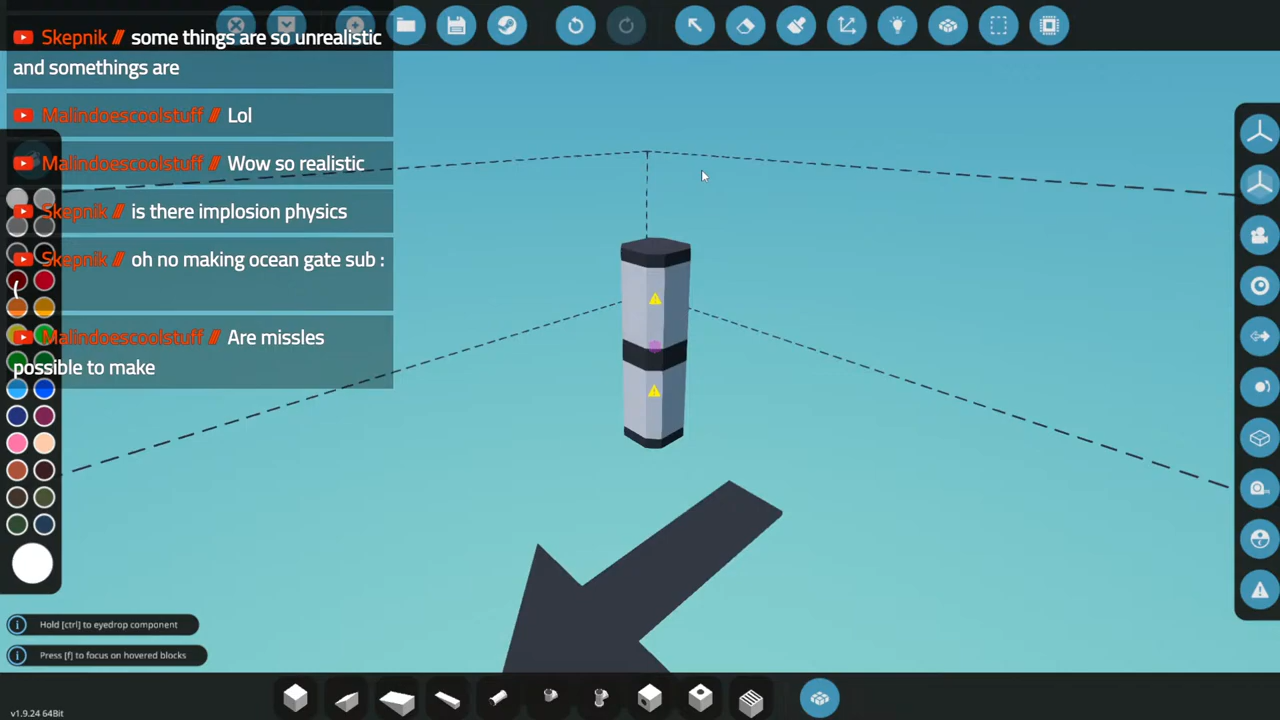 Skepnik // some things are so unrealistic
and somethings are
Malindoescoolstuff // Lol
Malindoescoolstuff // Wow so realistic
Skepnik // is there implosion physics
Skepnik // oh no making ocean gate sub :
(
Malindoescoolstuff // Are missles
possible to make
Hold [ctrl] to eyedrop component
Press [f] to focus on hovered blocks
v1.9.24 64Bit